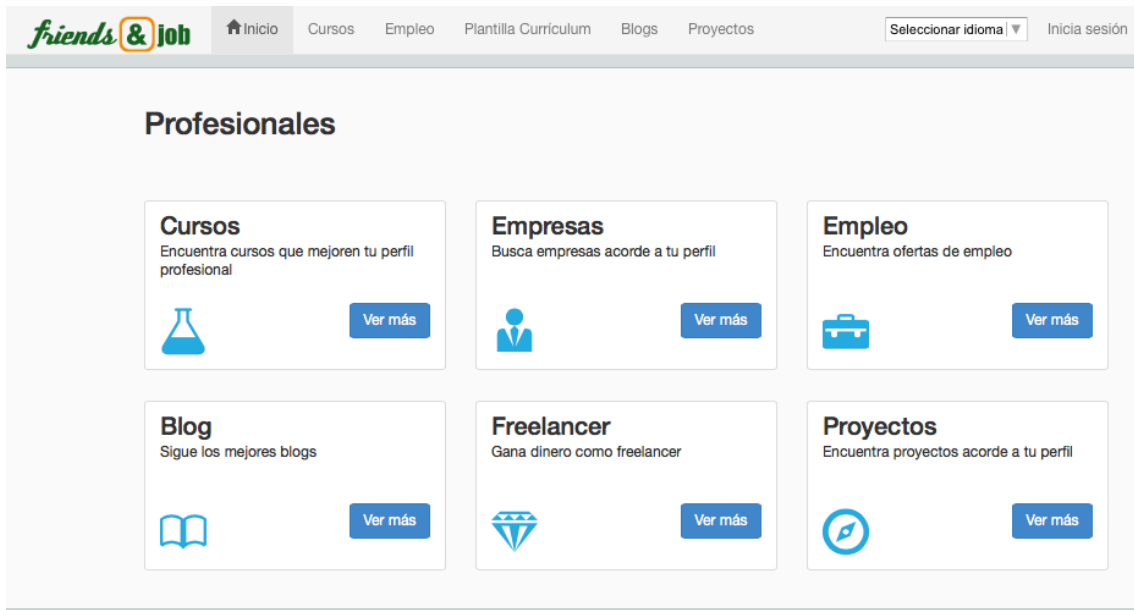 friends & job
Inicio
Cursos
Empleo
Plantilla Currículum
Blogs
Proyectos
Seleccionar idioma
Inicia sesión
Profesionales
Cursos
Encuentra cursos que mejoren tu perfil
profesional
Ver más
Empresas
Busca empresas acorde a tu perfil
Ver más
Empleo
Encuentra ofertas de empleo
Ver más
Blog
Sigue los mejores blogs
Ver más
Freelancer
Gana dinero como freelancer
Ver más
Proyectos
Encuentra proyectos acorde a tu perfil
Ver más